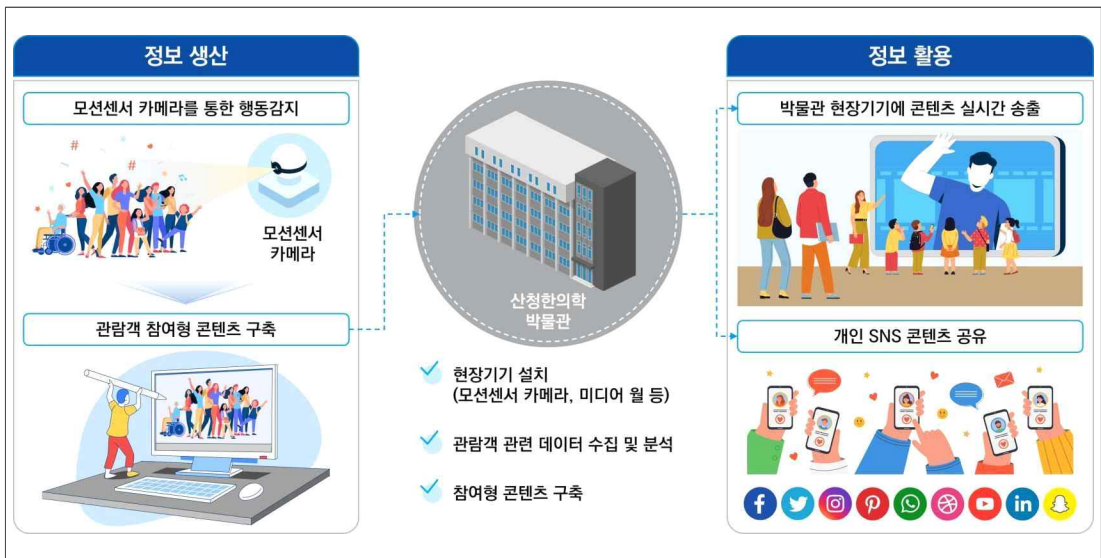 정보 생산
모션센서 카메라를 통한 행동감지
#
#
모션센서
카메라
관람객 참여형 콘텐츠 구축
산청한의학
박물관
현장기기 설치
(모션센서 카메라, 미디어 월 등)
관람객 관련 데이터 수집 및 분석
참여형 콘텐츠 구축
정보 활용
박물관 현장기기에 콘텐츠 실시간 송출
개인 SNS 콘텐츠 공유